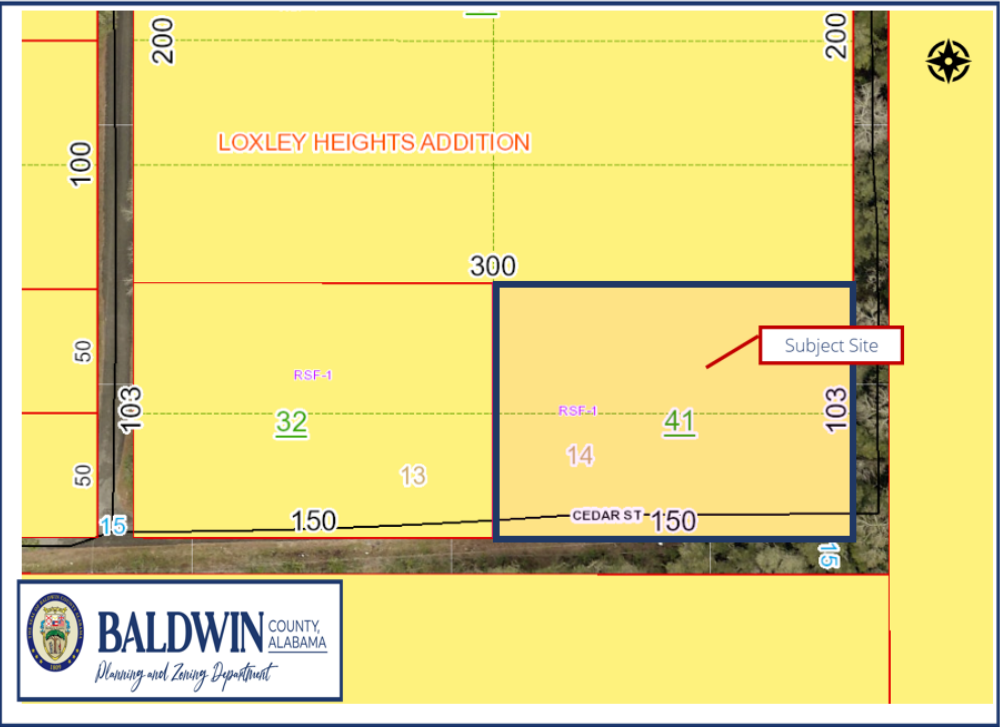 200
200
LOXLEY HEIGHTS ADDITION
100
300
Subject Site
50
RSF-1
103
32
RSF-1
41
103
14
13
50
15
150
CEDAR ST
150
15
BALDWIN COUNTY, ALABAMA
Planning and Zoning Department